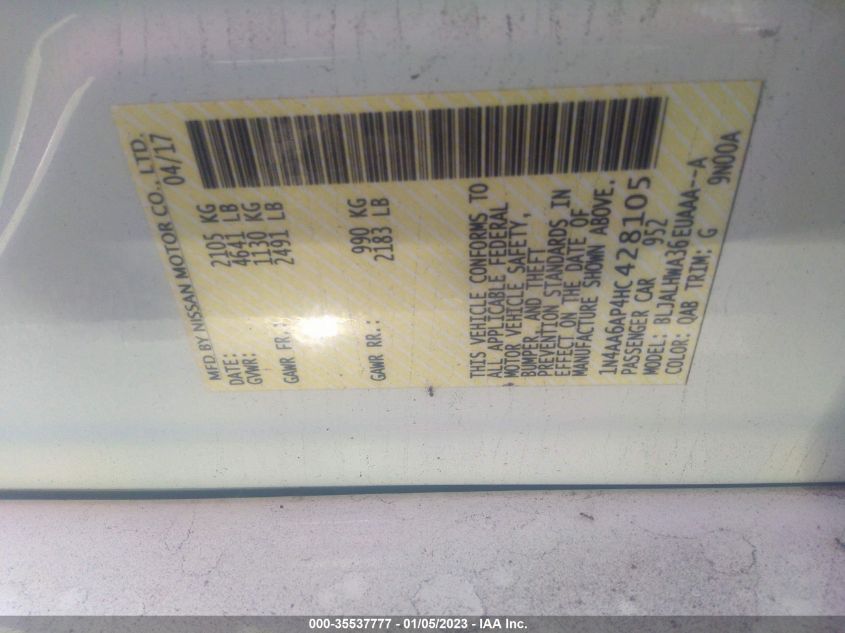 MFD BY NISSAN MOTOR CO., LTD.
DATE: 04/17
GVWR: 2105 KG
4641 LB
GAWR FR.: 1130 KG
2491 LB
GAWR RR.: 990 KG
2183 LB
THIS VEHICLE CONFORMS TO
ALL APPLICABLE FEDERAL
MOTOR VEHICLE SAFETY,
BUMPER, AND THEFT
PREVENTION STANDARDS IN
EFFECT ON THE DATE OF
MANUFACTURE SHOWN ABOVE.
1N4AA6AP4HC428105
PASSENGER CAR 952
MODEL: BLJALHWA36EUAAA--A
COLOR: QAB TRIM: G 9N00A
000-35537777 - 01/05/2023 - IAA Inc.